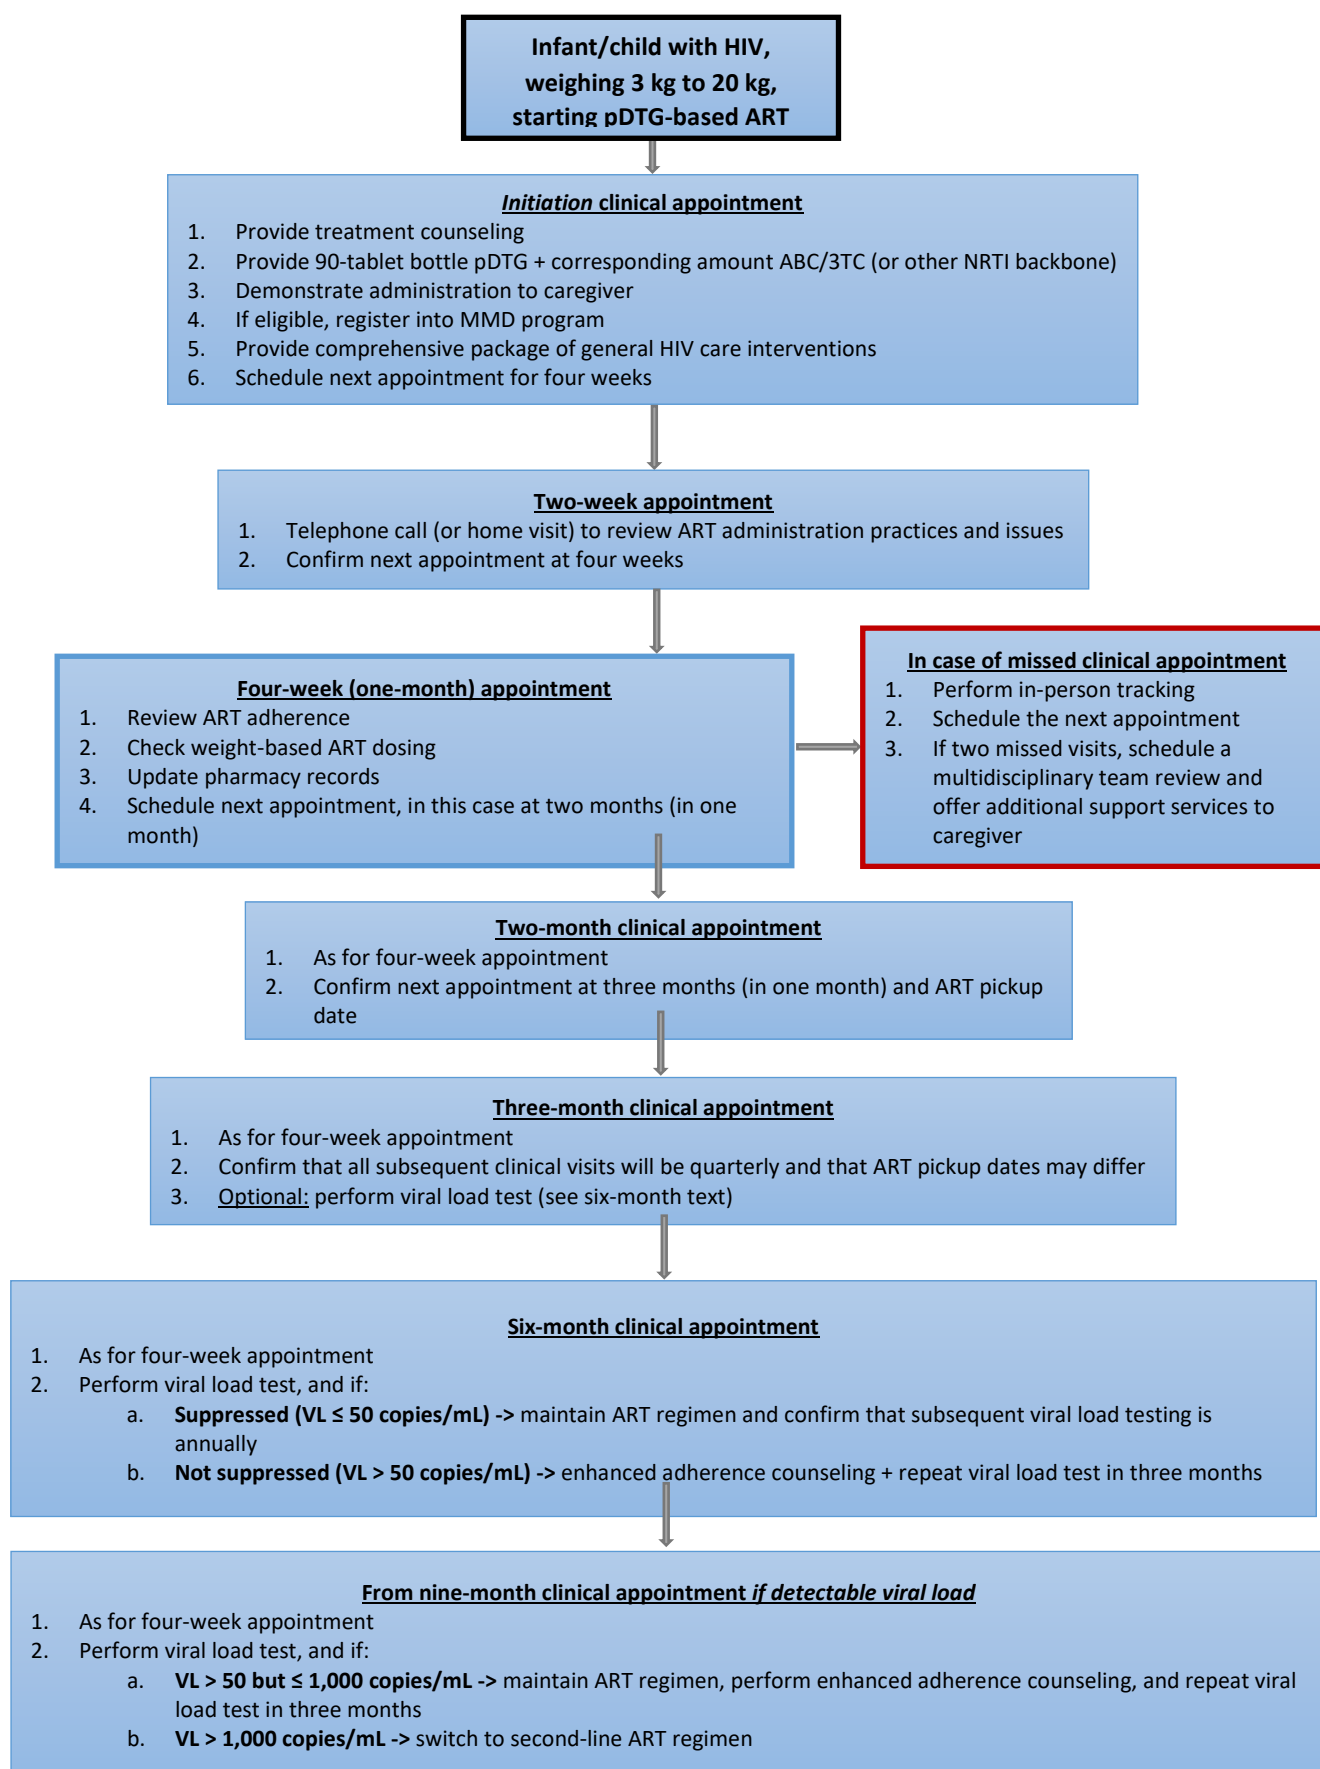 Infant/child with HIV,
weighing 3 kg to 20 kg,
starting pDTG-based ART
Initiation clinical appointment
1. Provide treatment counseling
2. Provide 90-tablet bottle pDTG + corresponding amount ABC/3TC (or other NRTI backbone)
3. Demonstrate administration to caregiver
4. If eligible, register into MMD program
5. Provide comprehensive package of general HIV care interventions
6. Schedule next appointment for four weeks
Two-week appointment
1. Telephone call (or home visit) to review ART administration practices and issues
2. Confirm next appointment at four weeks
Four-week (one-month) appointment
1. Review ART adherence
2. Check weight-based ART dosing
3. Update pharmacy records
4. Schedule next appointment, in this case at two months (in one
month)
In case of missed clinical appointment
1. Perform in-person tracking
2. Schedule the next appointment
3. If two missed visits, schedule a
multidisciplinary team review and
offer additional support services to
caregiver
Two-month clinical appointment
1. As for four-week appointment
2. Confirm next appointment at three months (in one month) and ART pickup
date
Three-month clinical appointment
1. As for four-week appointment
2. Confirm that all subsequent clinical visits will be quarterly and that ART pickup dates may differ
3. Optional: perform viral load test (see six-month text)
Six-month clinical appointment
1. As for four-week appointment
2. Perform viral load test, and if:
a. Suppressed (VL ≤ 50 copies/mL) -> maintain ART regimen and confirm that subsequent viral load testing is
annually
b. Not suppressed (VL > 50 copies/mL) -> enhanced adherence counseling + repeat viral load test in three months
From nine-month clinical appointment if detectable viral load
1. As for four-week appointment
2. Perform viral load test, and if:
a. VL > 50 but ≤ 1,000 copies/mL -> maintain ART regimen, perform enhanced adherence counseling, and repeat viral
load test in three months
b. VL > 1,000 copies/mL -> switch to second-line ART regimen